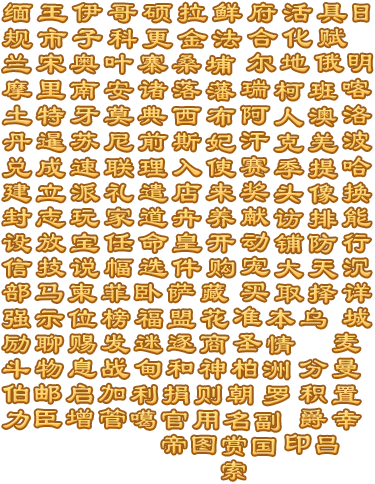 缅王伊哥硕拉鲜府活具日
规市子科更金法合化赋
兰宋奥叶寨桑埔尔地俄明
摩里南安诸落藩瑞柯班喀
土特牙莫典西布阿人澳洛
丹暹苏尼前斯妃汗克羌波
兑成速联理入使赛季提哈
建立派礼遣店来奖头像换
封志玩家道舟养献访排能
设放宝任命皇开动铺防行
信投说幅选件购宠大天沉
部马柬菲卧萨藏买取择详
强示位榜福盟花准本乌城
励聊赐发迷逐商圣情麦
斗物息战甸和神柏洲分曼
伯邮启加利捐则朝罗积置
力臣增管噶官用名副爵幸
帝图赏国印吕
索